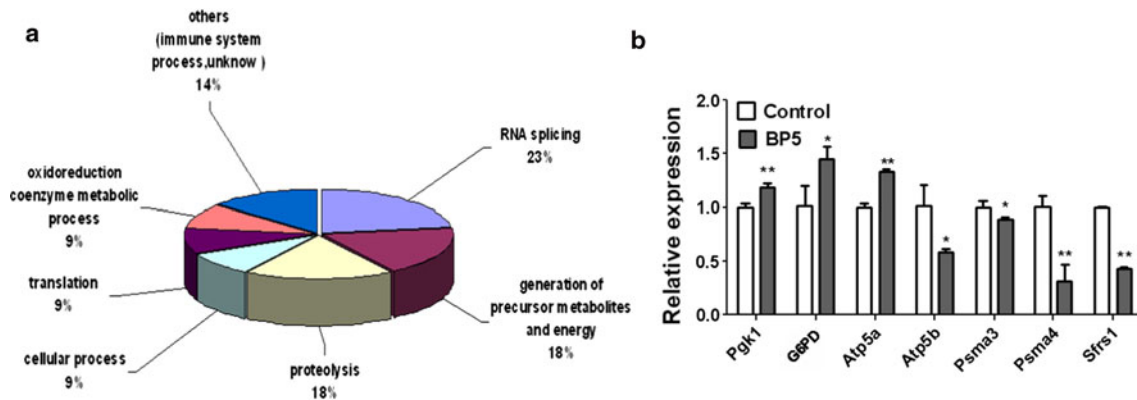 a
others
(immune system
process,unknow )
14%
RNA splicing
23%
oxidoreduction
coenzyme metabolic
process
9%
translation
9%
cellular process
9%
proteolysis
18%
generation of
precursor metabolites
and energy
18%
b
Relative expression
2.0
1.5
1.0
0.5
0.0
Control
BP5
**
*
**
*
*
**
**
Pgk1
G6PD
Atp5a
Atp5b
Psma3
Psma4
Sfrs1